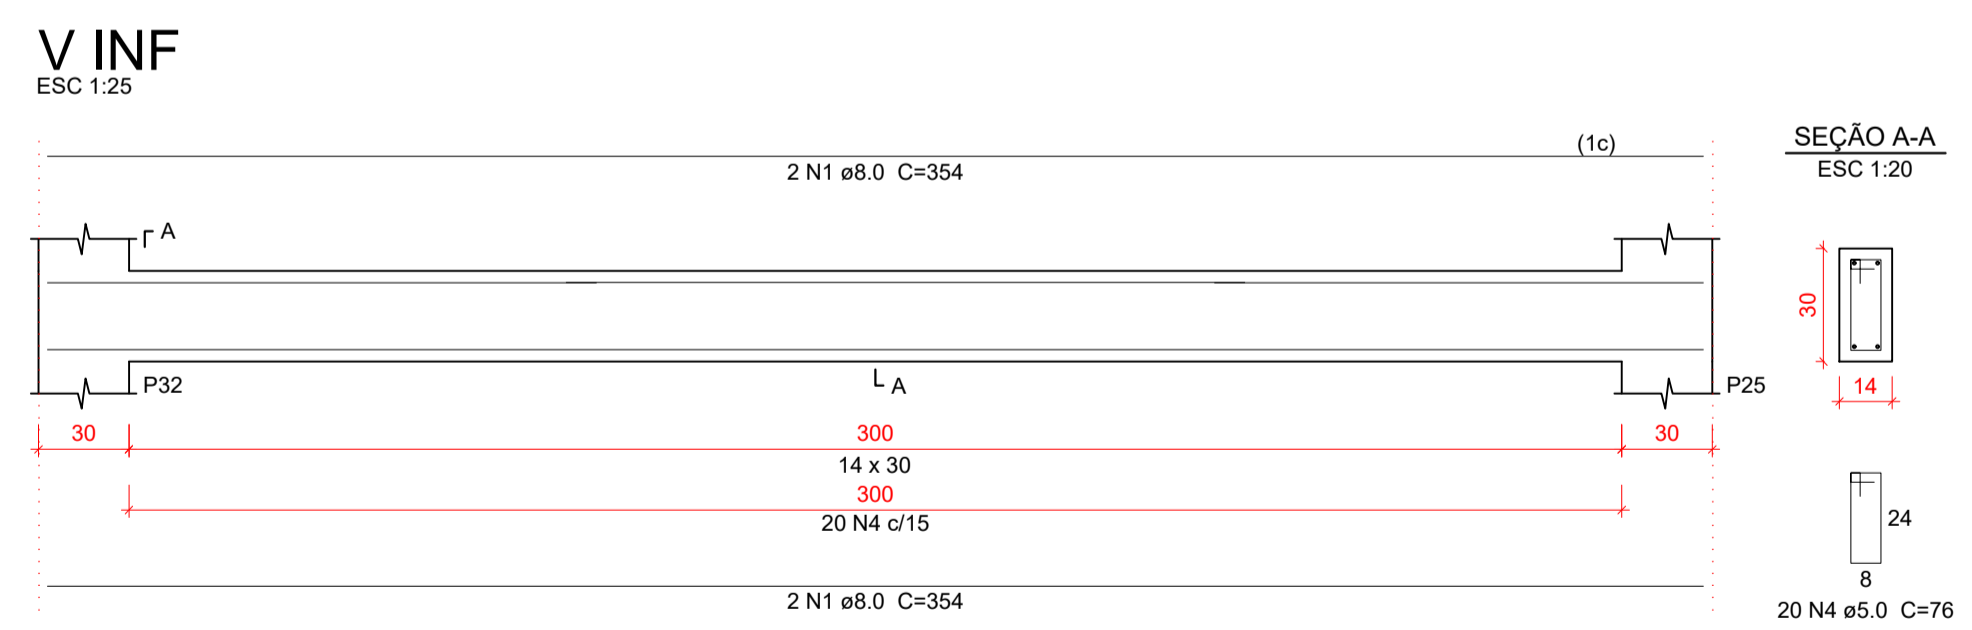 V INF
ESC 1:25
(1c)
2 N1 ø8.0 C=354
SEÇÃO A-A
ESC 1:20
A
30
P32
A
P25
14
30
300
30
14 x 30
300
20 N4 c/15
24
8
2 N1 ø8.0 C=354
20 N4 ø5.0 C=76